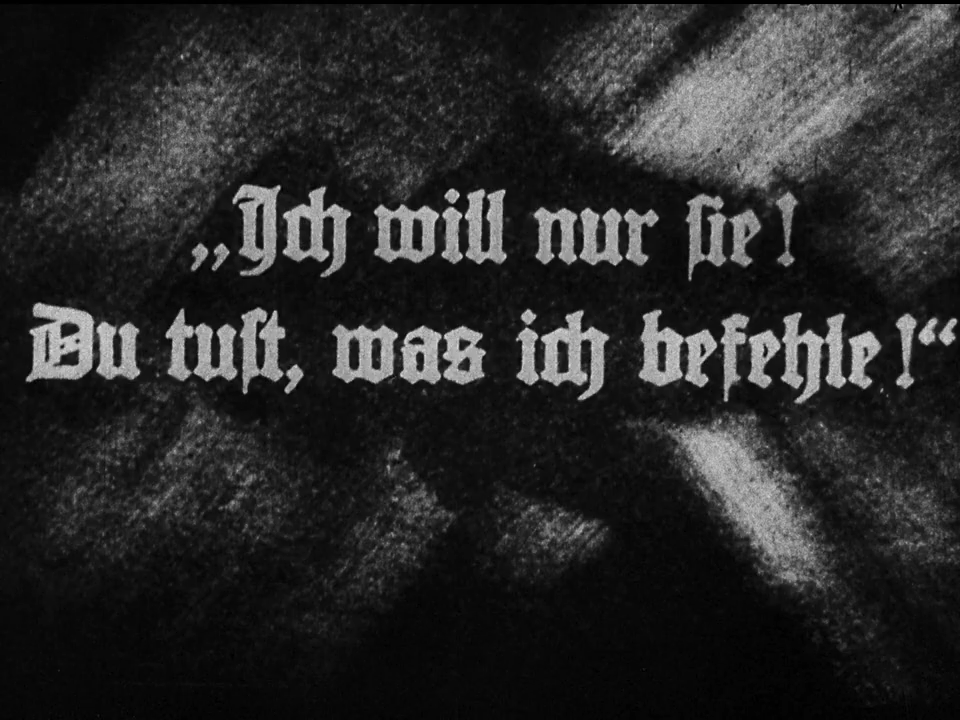 „Ich will nur sie!
Du tust, was ich befehle!“